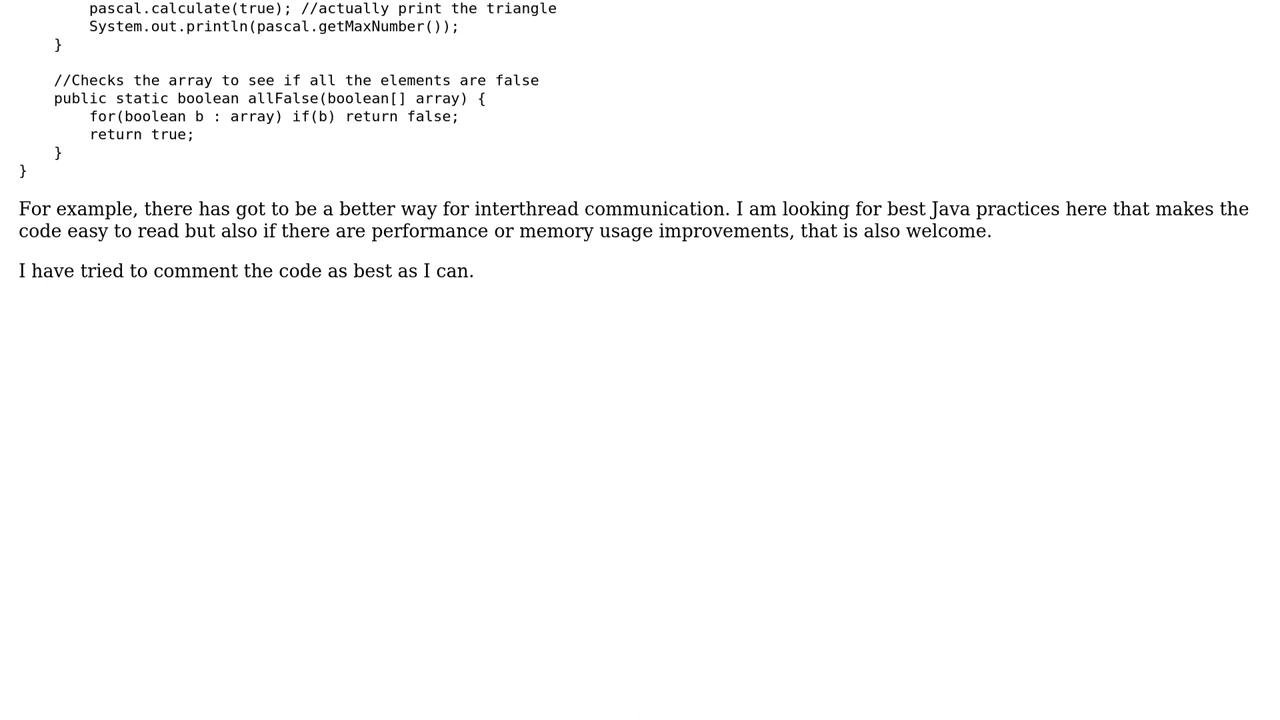 pascal.calculate(true); //actually print the triangle
        System.out.println(pascal.getMaxNumber());
    }

    //Checks the array to see if all the elements are false
    public static boolean allFalse(boolean[] array) {
        for(boolean b : array) if(b) return false;
        return true;
    }
}
For example, there has got to be a better way for interthread communication. I am looking for best Java practices here that makes the
code easy to read but also if there are performance or memory usage improvements, that is also welcome.
I have tried to comment the code as best as I can.